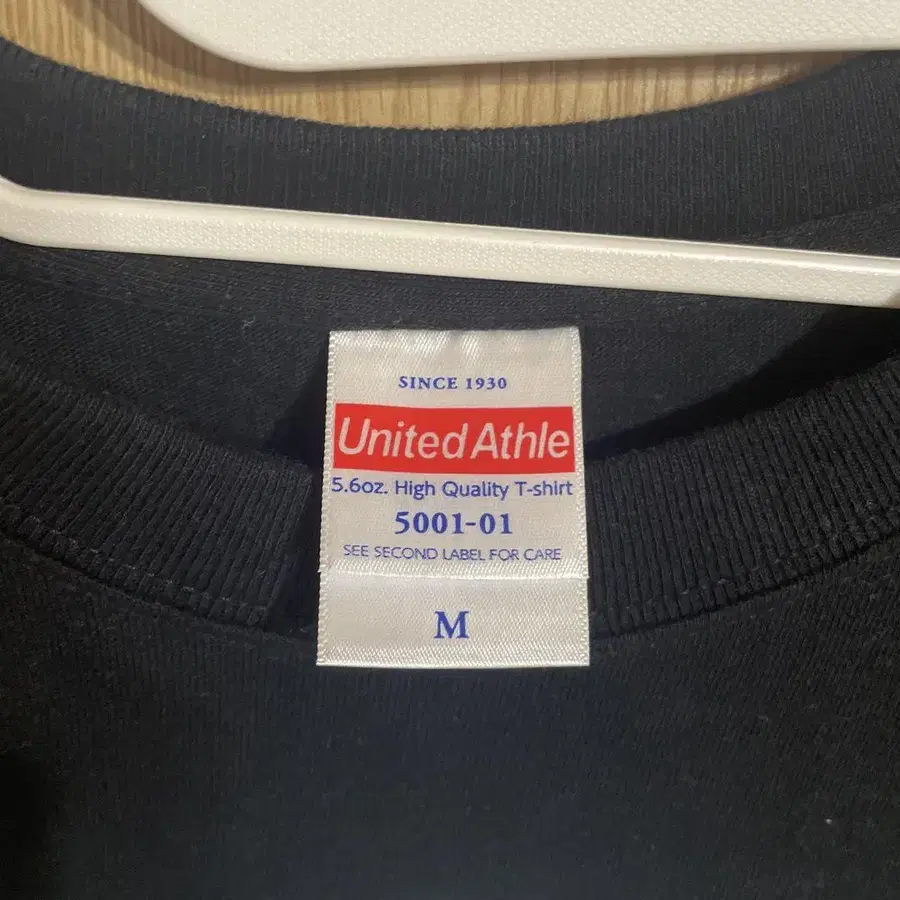 SINCE 1930
United Athle
5.6oz. High Quality T-shirt
5001-01
SEE SECOND LABEL FOR CARE
M